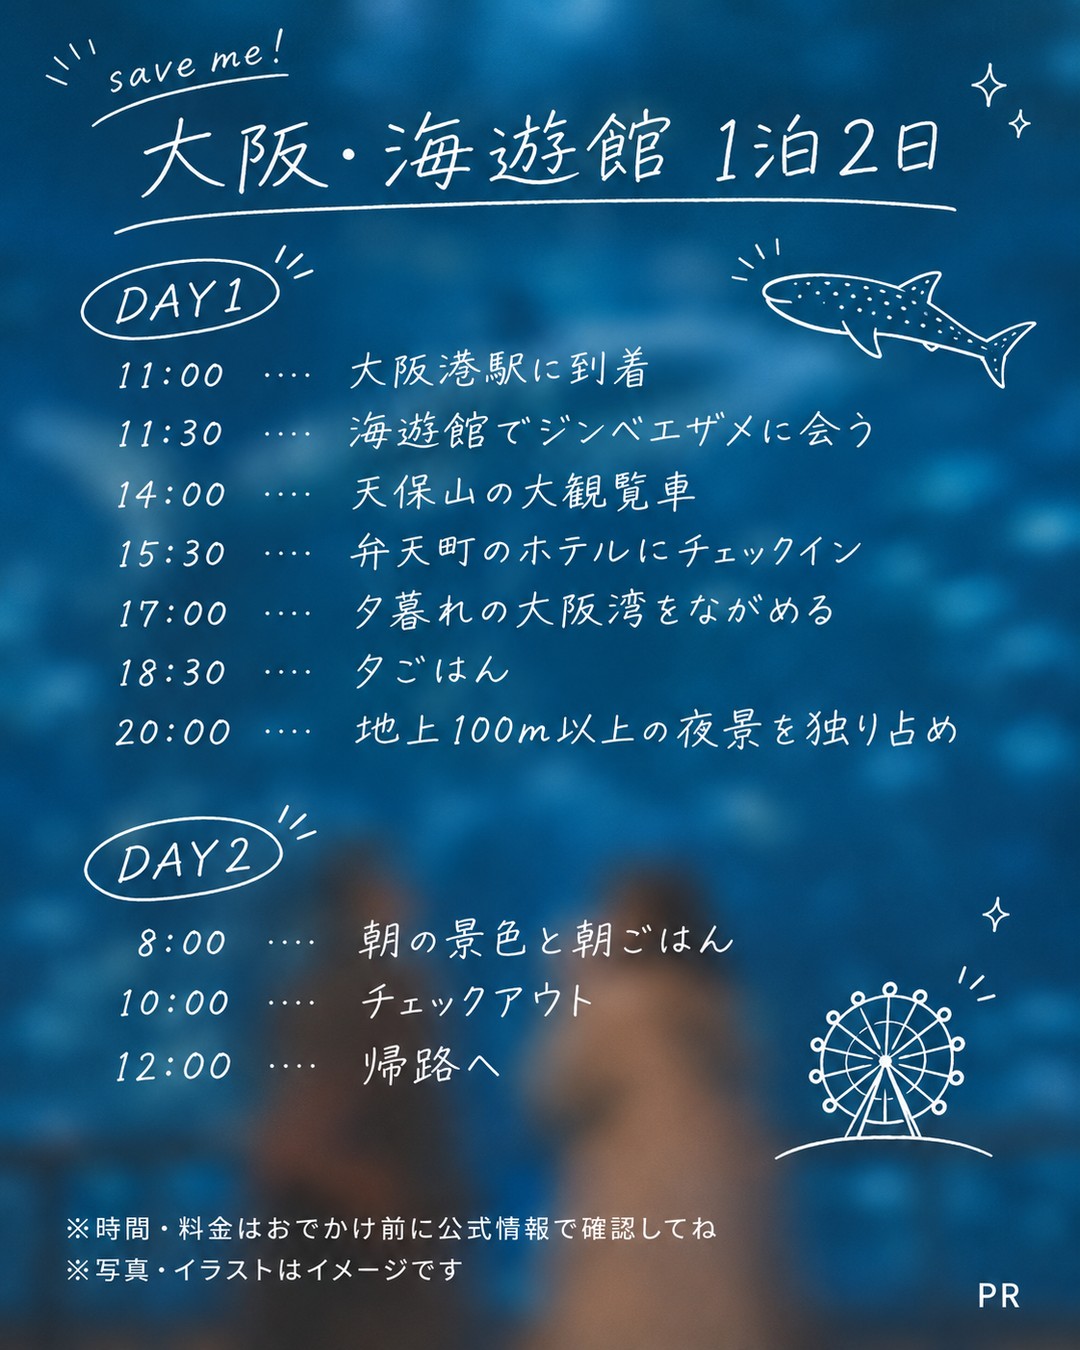 save me!
大阪・海遊館 1泊2日
DAY1
11:00 ···· 大阪港駅に到着
11:30 ···· 海遊館でジンベエザメに会う
14:00 ···· 天保山の大観覧車
15:30 ···· 弁天町のホテルにチェックイン
17:00 ···· 夕暮れの大阪湾をながめる
18:30 ···· 夕ごはん
20:00 ···· 地上100m以上の夜景を独り占め
DAY2
8:00 ···· 朝の景色と朝ごはん
10:00 ···· チェックアウト
12:00 ···· 帰路へ
※時間・料金はおでかけ前に公式情報で確認してね
※写真・イラストはイメージです
PR